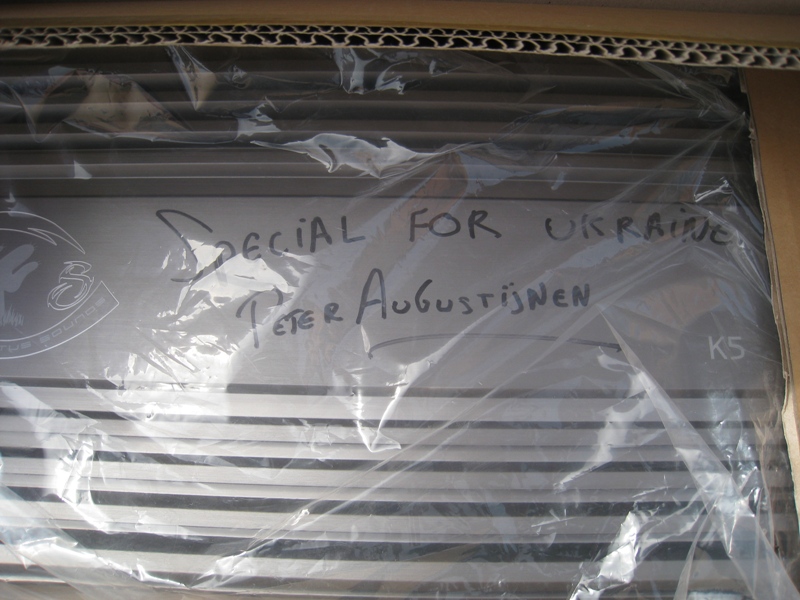 SPECIAL FOR UKRAINE
PETER AUGUSTIJNEN
K5